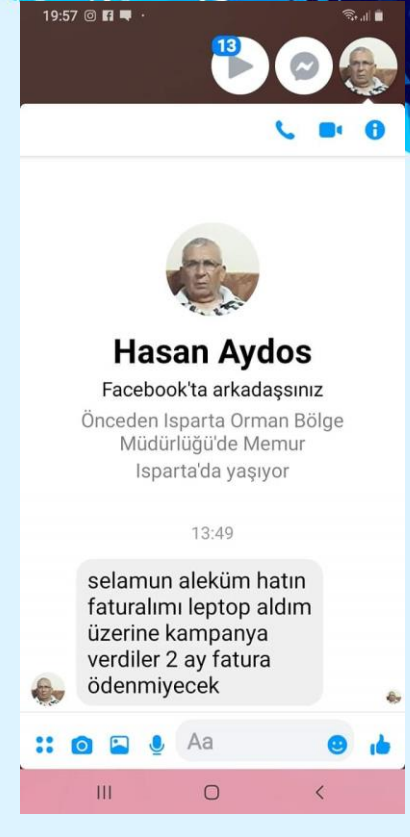 19:57
13
Hasan Aydos
Facebook'ta arkadaşsınız
Önceden Isparta Orman Bölge
Müdürlüğü'de Memur
Isparta'da yaşıyor
13:49
selamun aleküm hatın
faturalımı leptop aldım
üzerine kampanya
verdiler 2 ay fatura
ödenmiyecek
Aa